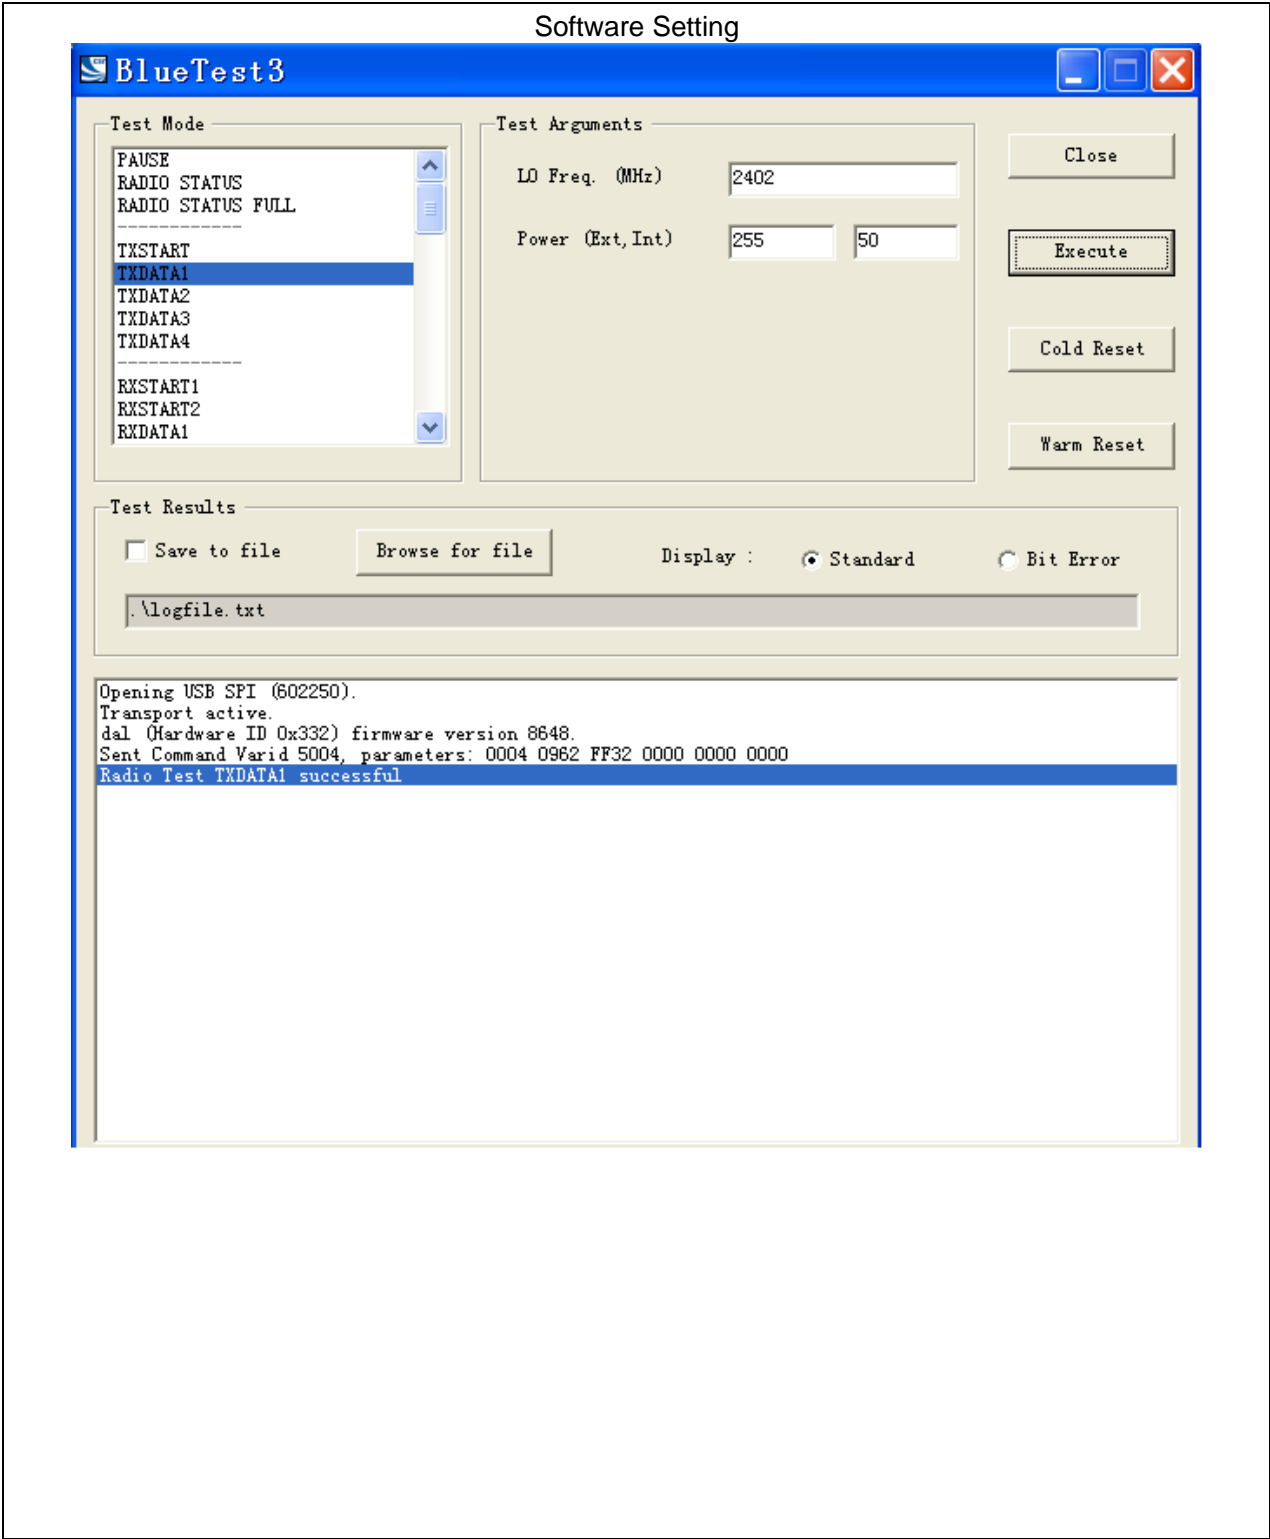 Software Setting
BlueTest3
Test Mode
PAUSE
RADIO STATUS
RADIO STATUS FULL
------------
TXSTART
TXDATA1
TXDATA2
TXDATA3
TXDATA4
------------
RXSTART1
RXSTART2
RXDATA1
Test Arguments
LO Freq. (MHz) 2402
Power (Ext,Int) 255 50
Close
Execute
Cold Reset
Warm Reset
Test Results
Save to file Browse for file Display : Standard Bit Error
.\logfile.txt
Opening USB SPI (602250).
Transport active.
dal (Hardware ID 0x332) firmware version 8648.
Sent Command Varid 5004, parameters: 0004 0962 FF32 0000 0000 0000
Radio Test TXDATA1 successful